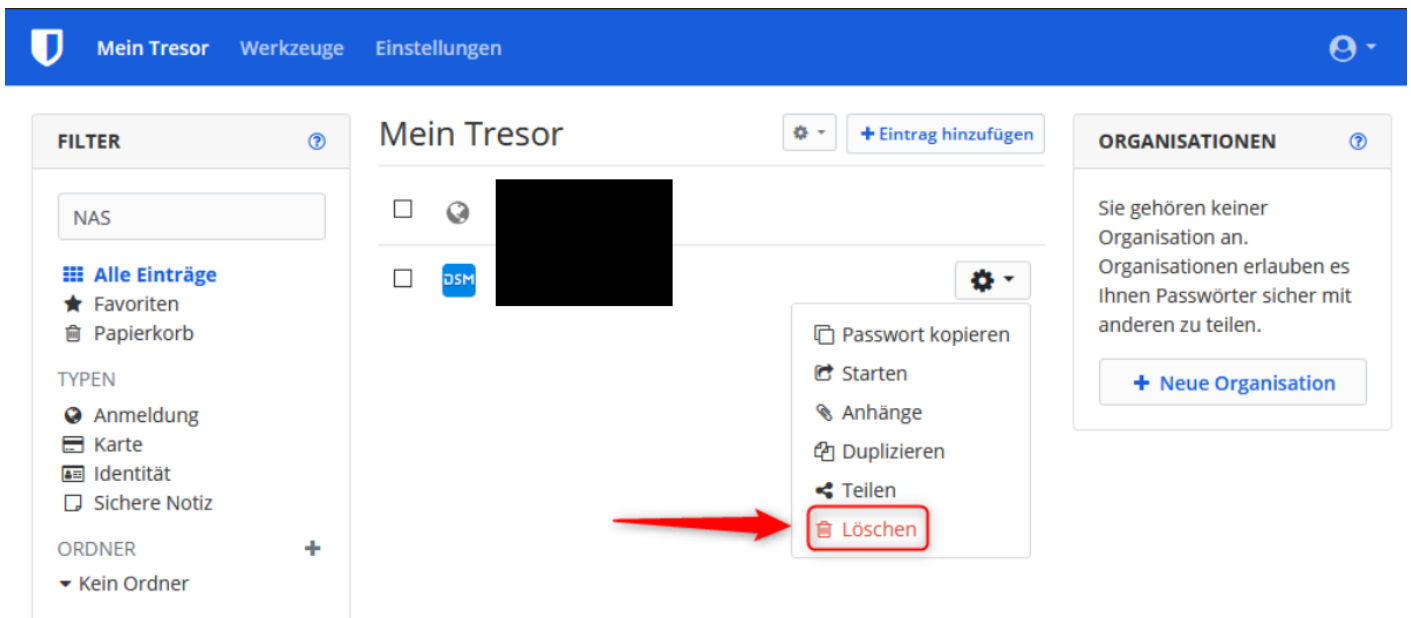 Mein Tresor Werkzeuge Einstellungen
FILTER
NAS
Alle Einträge
Favoriten
Papierkorb
TYPEN
Anmeldung
Karte
Identität
Sichere Notiz
ORDNER
Kein Ordner
Mein Tresor
Eintrag hinzufügen
DSM
Passwort kopieren
Starten
Anhänge
Duplizieren
Teilen
Löschen
ORGANISATIONEN
Sie gehören keiner
Organisation an.
Organisationen erlauben es
Ihnen Passwörter sicher mit
anderen zu teilen.
Neue Organisation